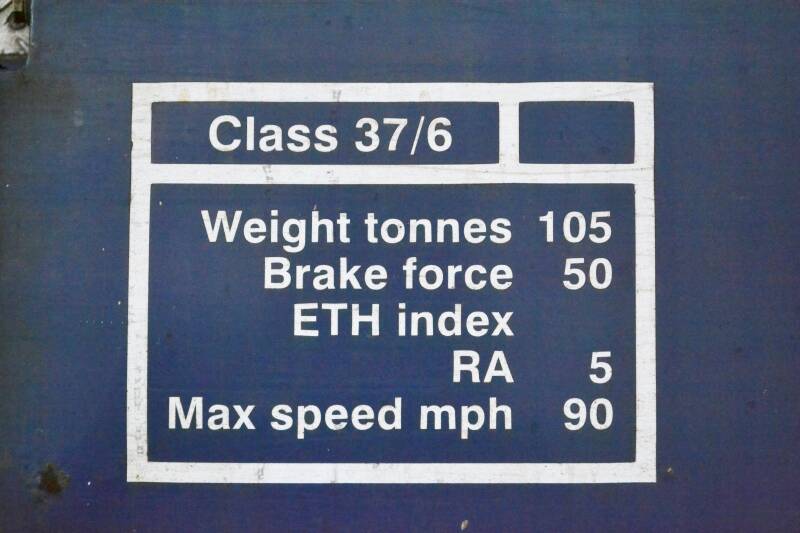 Class 37/6
Weight tonnes 105
Brake force 50
ETH index
RA 5
Max speed mph 90